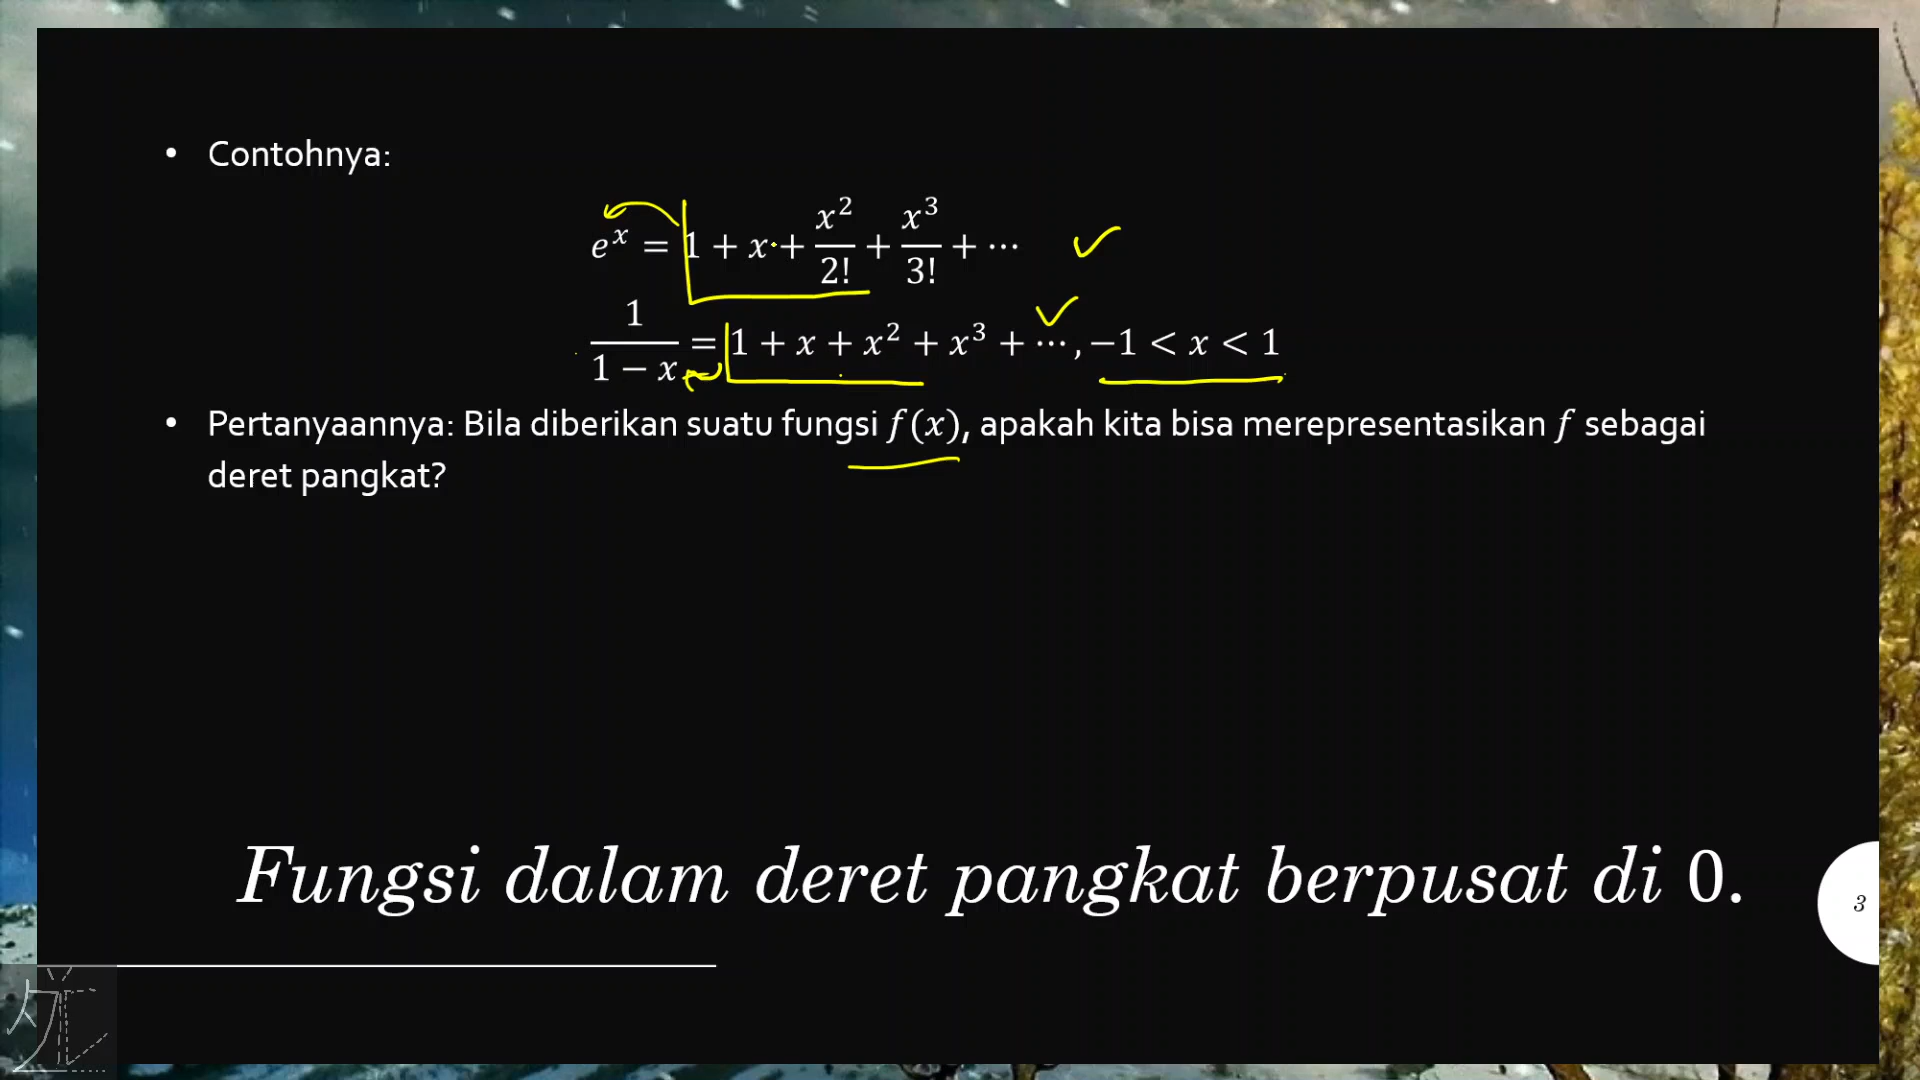 • Contohnya:
e^x = 1 + x + x^2/2! + x^3/3! + ⋯
1/(1 − x) = 1 + x + x^2 + x^3 + ⋯, −1 < x < 1
• Pertanyaannya: Bila diberikan suatu fungsi f(x), apakah kita bisa merepresentasikan f sebagai
deret pangkat?
Fungsi dalam deret pangkat berpusat di 0.
3